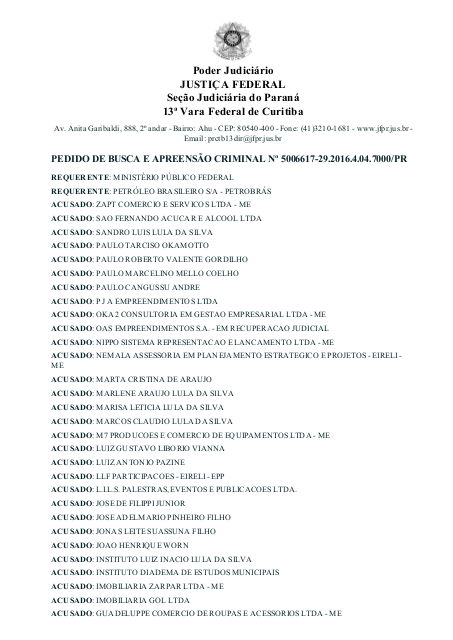 Poder Judiciário
JUSTIÇA FEDERAL
Seção Judiciária do Paraná
13ª Vara Federal de Curitiba
Av. Anita Garibaldi, 888, 2º andar - Bairro: Ahu - CEP: 80540-400 - Fone: (41)3210-1681 - www.jfpr.jus.br -
Email: prctb13dir@jfpr.jus.br
PEDIDO DE BUSCA E APREENSÃO CRIMINAL Nº 5006617-29.2016.4.04.7000/PR
REQUERENTE: MINISTÉRIO PÚBLICO FEDERAL
REQUERENTE: PETRÓLEO BRASILEIRO S/A - PETROBRÁS
ACUSADO: ZAPT COMERCIO E SERVICOS LTDA - ME
ACUSADO: SAO FERNANDO ACUCAR E ALCOOL LTDA
ACUSADO: SANDRO LUIS LULA DA SILVA
ACUSADO: PAULO TARCISO OKAMOTTO
ACUSADO: PAULO ROBERTO VALENTE GORDILHO
ACUSADO: PAULO MARCELINO MELLO COELHO
ACUSADO: PAULO CANGUSSU ANDRE
ACUSADO: P J A EMPREENDIMENTOS LTDA
ACUSADO: OKA2 CONSULTORIA EM GESTAO EMPRESARIAL LTDA - ME
ACUSADO: OAS EMPREENDIMENTOS S.A. - EM RECUPERACAO JUDICIAL
ACUSADO: NIPPO SISTEMA REPRESENTACAO E LANCAMENTO LTDA - ME
ACUSADO: NEMALA ASSESSORIA EM PLANEJAMENTO ESTRATEGICO E PROJETOS - EIRELI -
ME
ACUSADO: MARTA CRISTINA DE ARAUJO
ACUSADO: MARLENE ARAUJO LULA DA SILVA
ACUSADO: MARISA LETICIA LULA DA SILVA
ACUSADO: MARCOS CLAUDIO LULA DA SILVA
ACUSADO: M7 PRODUCOES E COMERCIO DE EQUIPAMENTOS LTDA - ME
ACUSADO: LUIZ GUSTAVO LIBORIO VIANNA
ACUSADO: LUIZ ANTONIO PAZINE
ACUSADO: LLF PARTICIPACOES - EIRELI - EPP
ACUSADO: L.I.L.S. PALESTRAS, EVENTOS E PUBLICACOES LTDA.
ACUSADO: JOSE DE FILIPPI JUNIOR
ACUSADO: JOSE ADELMARIO PINHEIRO FILHO
ACUSADO: JONAS LEITE SUASSUNA FILHO
ACUSADO: JOAO HENRIQUE WORN
ACUSADO: INSTITUTO LUIZ INACIO LULA DA SILVA
ACUSADO: INSTITUTO DIADEMA DE ESTUDOS MUNICIPAIS
ACUSADO: IMOBILIARIA ZARPAR LTDA - ME
ACUSADO: IMOBILIARIA GOL LTDA
ACUSADO: GUADELUPPE COMERCIO DE ROUPAS E ACESSORIOS LTDA - ME